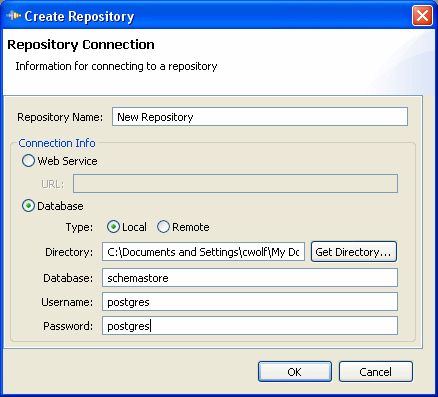 Create Repository
Repository Connection
Information for connecting to a repository
Repository Name: New Repository
Connection Info
Web Service
URL:
Database
Type: Local Remote
Directory: C:\Documents and Settings\cwolf\My Dc Get Directory...
Database: schemastore
Username: postgres
Password: postgres
OK Cancel